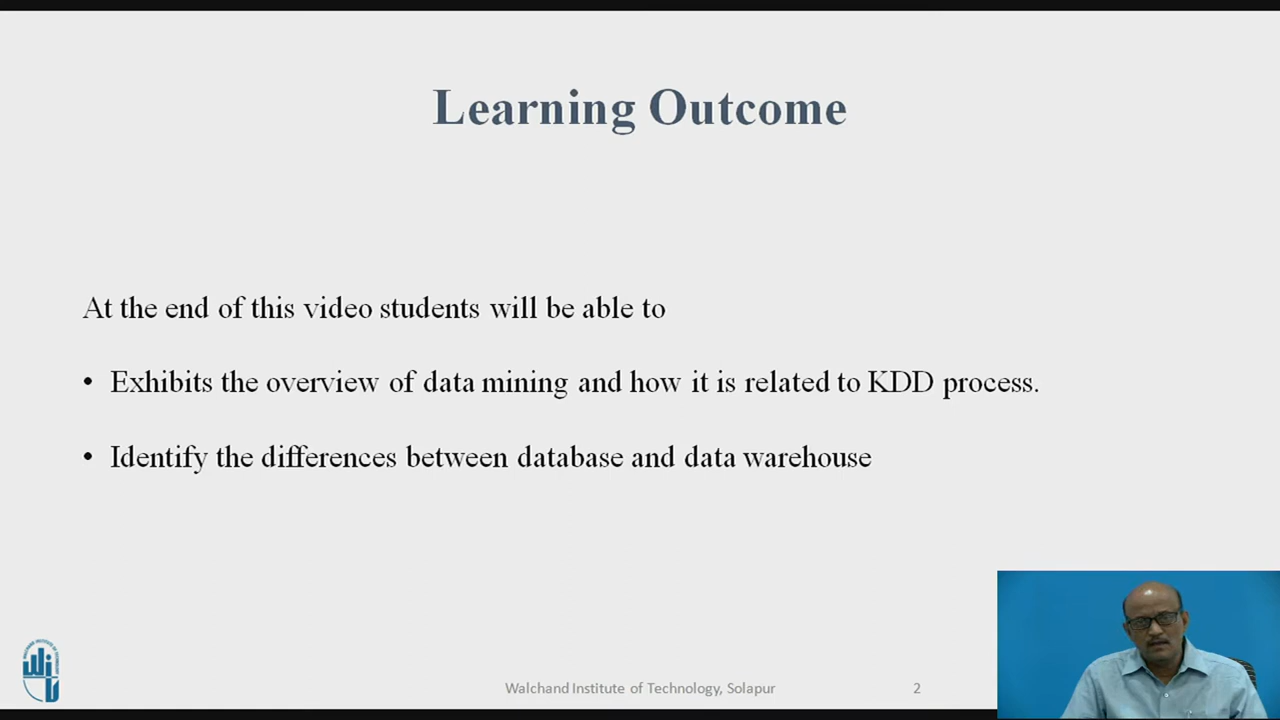 Learning Outcome
At the end of this video students will be able to
• Exhibits the overview of data mining and how it is related to KDD process.
• Identify the differences between database and data warehouse
Walchand Institute of Technology, Solapur
2